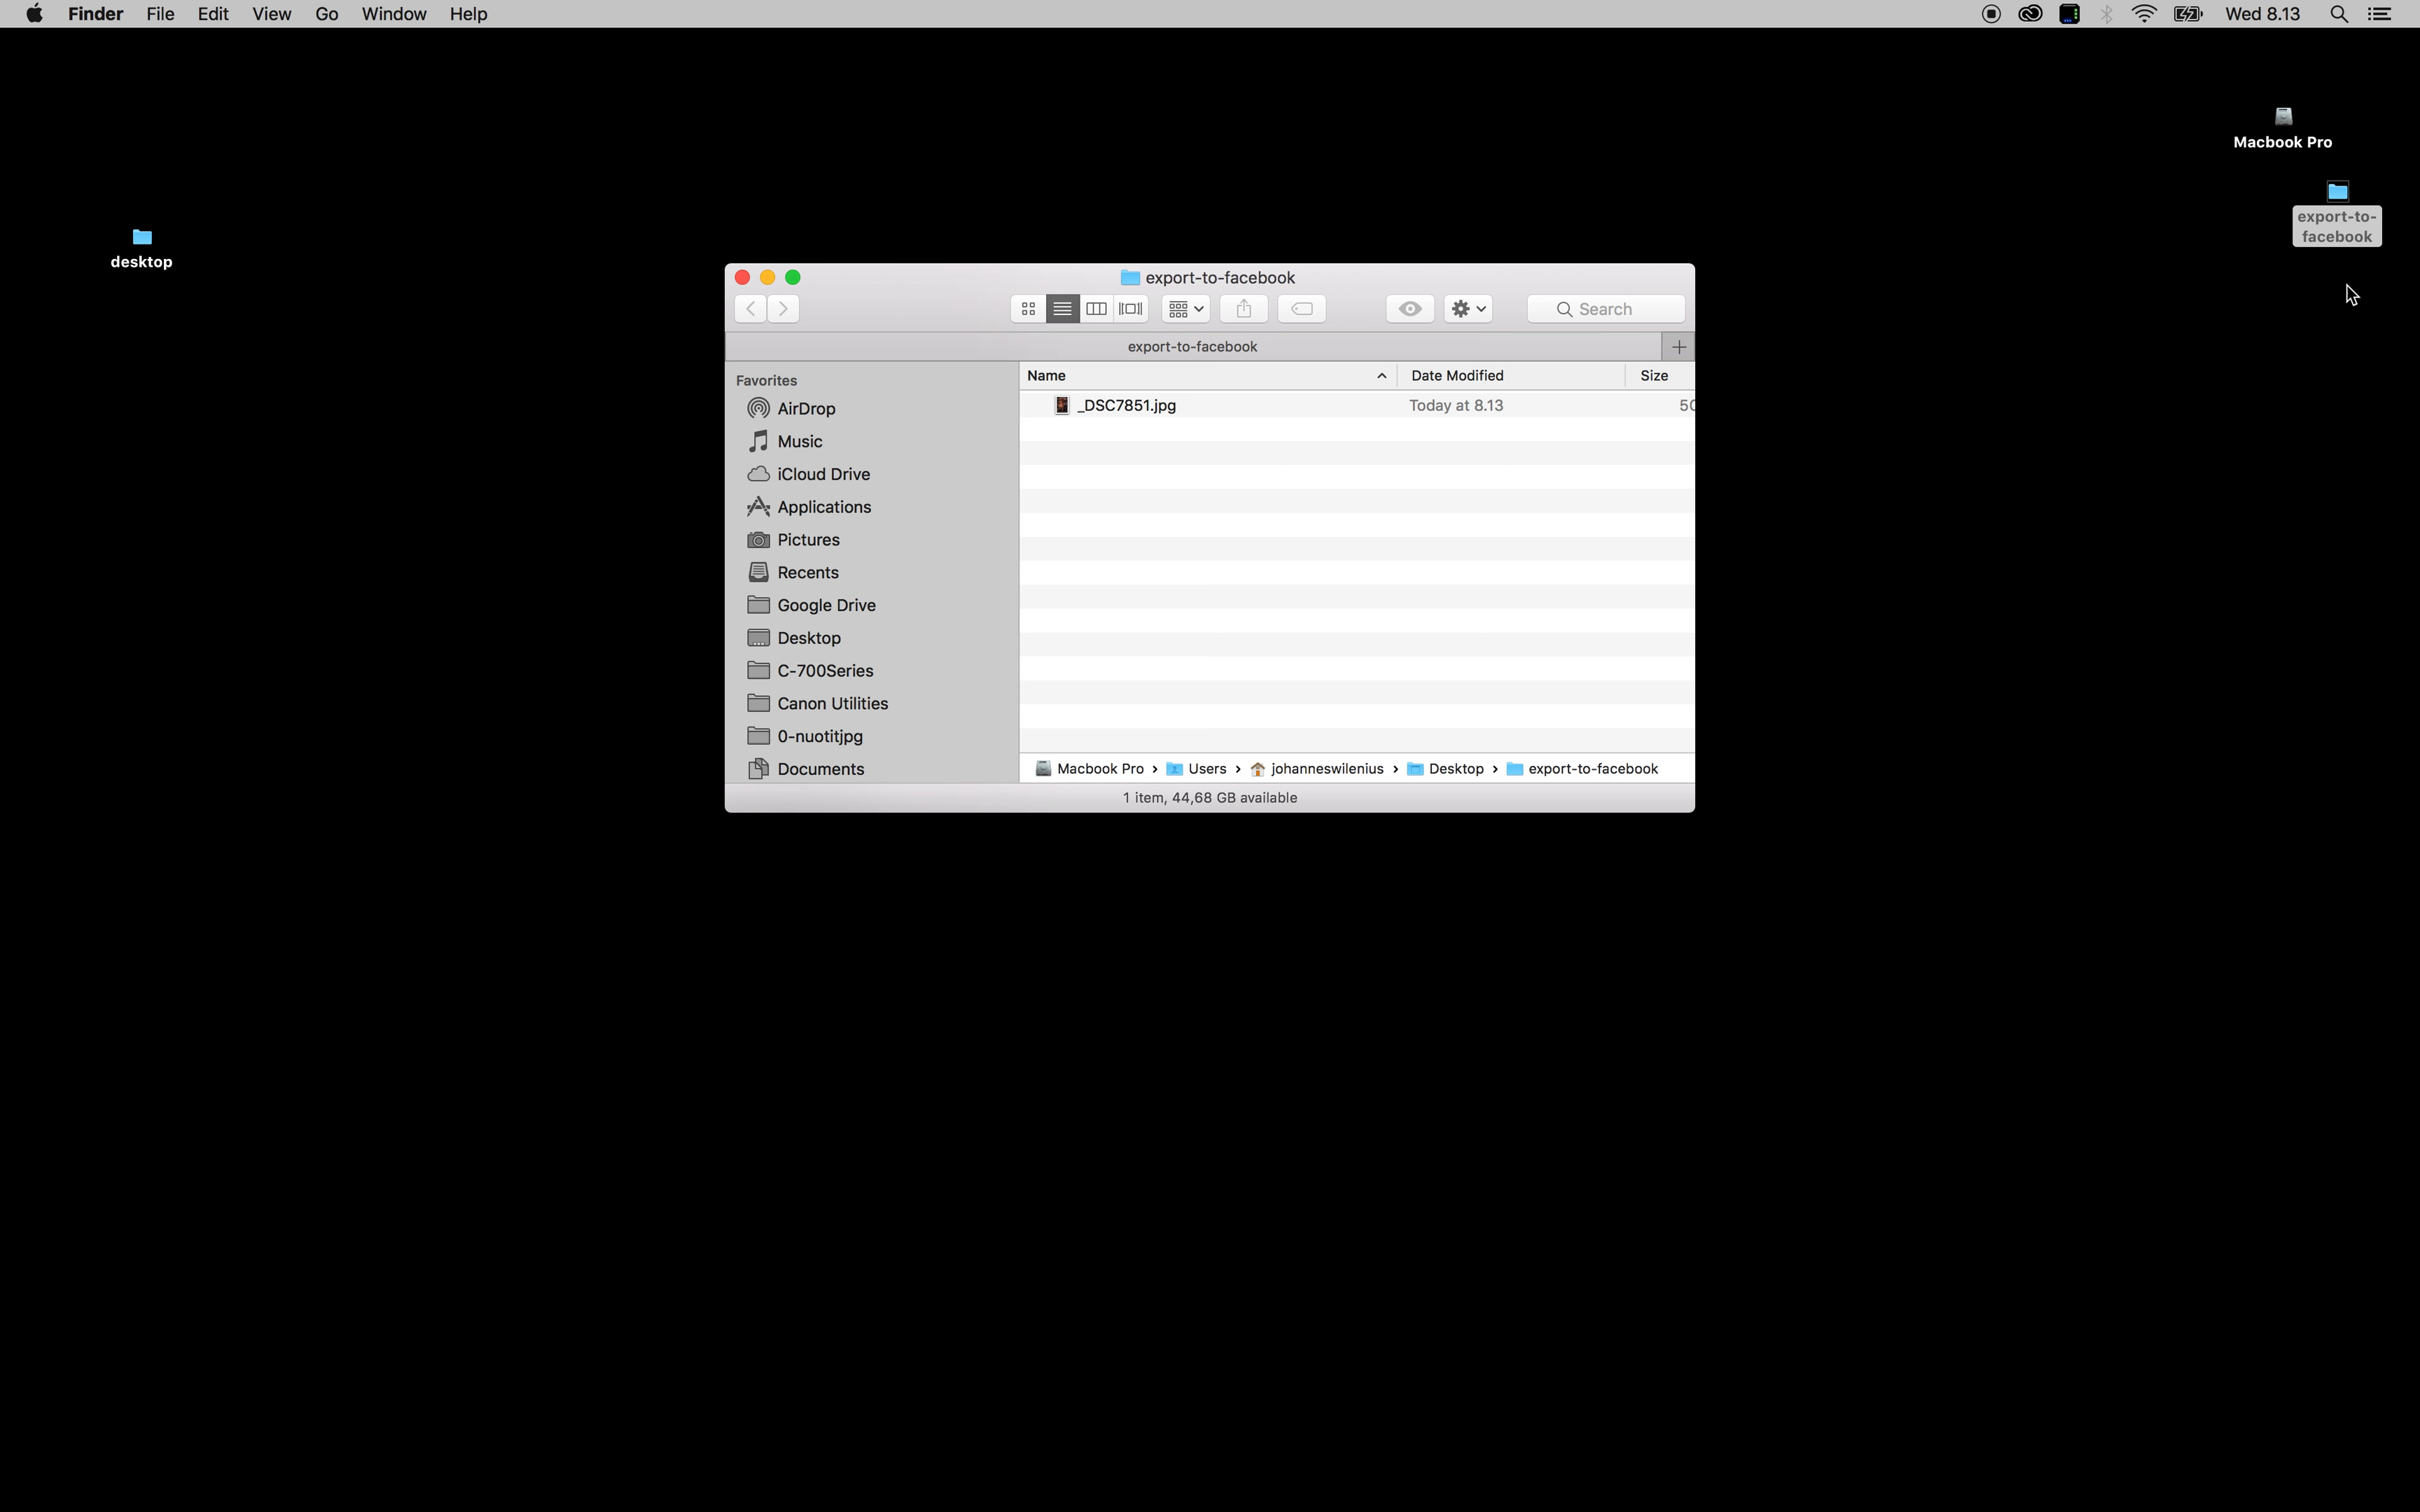 Finder File Edit View Go Window Help Wed 8.13
Macbook Pro
export-to-
facebook
desktop
export-to-facebook
Search
export-to-facebook
Favorites
AirDrop
Music
iCloud Drive
Applications
Pictures
Recents
Google Drive
Desktop
C-700Series
Canon Utilities
0-nuotitjpg
Documents
Name Date Modified Size
_DSC7851.jpg Today at 8.13 50
Macbook Pro › Users › johanneswilenius › Desktop › export-to-facebook
1 item, 44,68 GB available